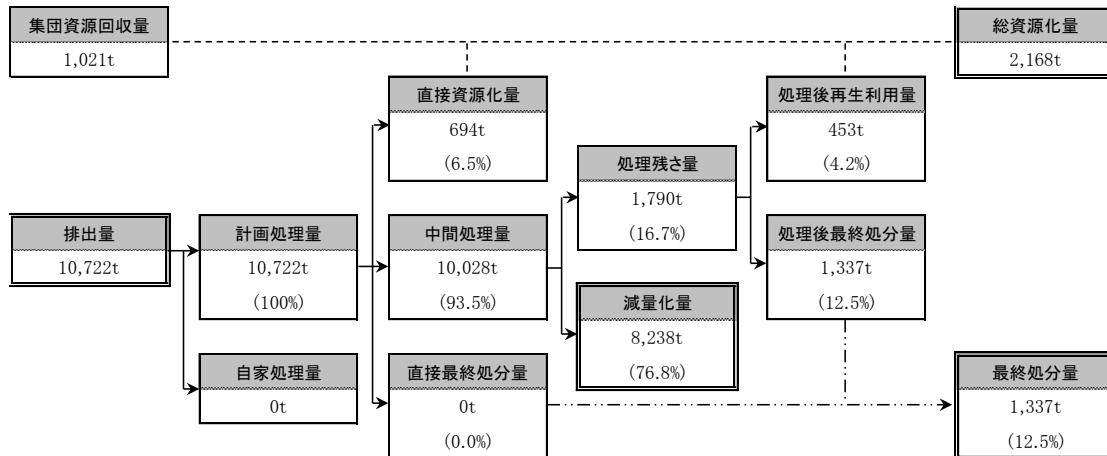 集団資源回収量
1,021t
総資源化量
2,168t
直接資源化量
694t
(6.5%)
処理後再生利用量
453t
(4.2%)
処理残さ量
1,790t
(16.7%)
排出量
10,722t
計画処理量
10,722t
(100%)
中間処理量
10,028t
(93.5%)
処理後最終処分量
1,337t
(12.5%)
減量化量
8,238t
(76.8%)
自家処理量
0t
直接最終処分量
0t
(0.0%)
最終処分量
1,337t
(12.5%)